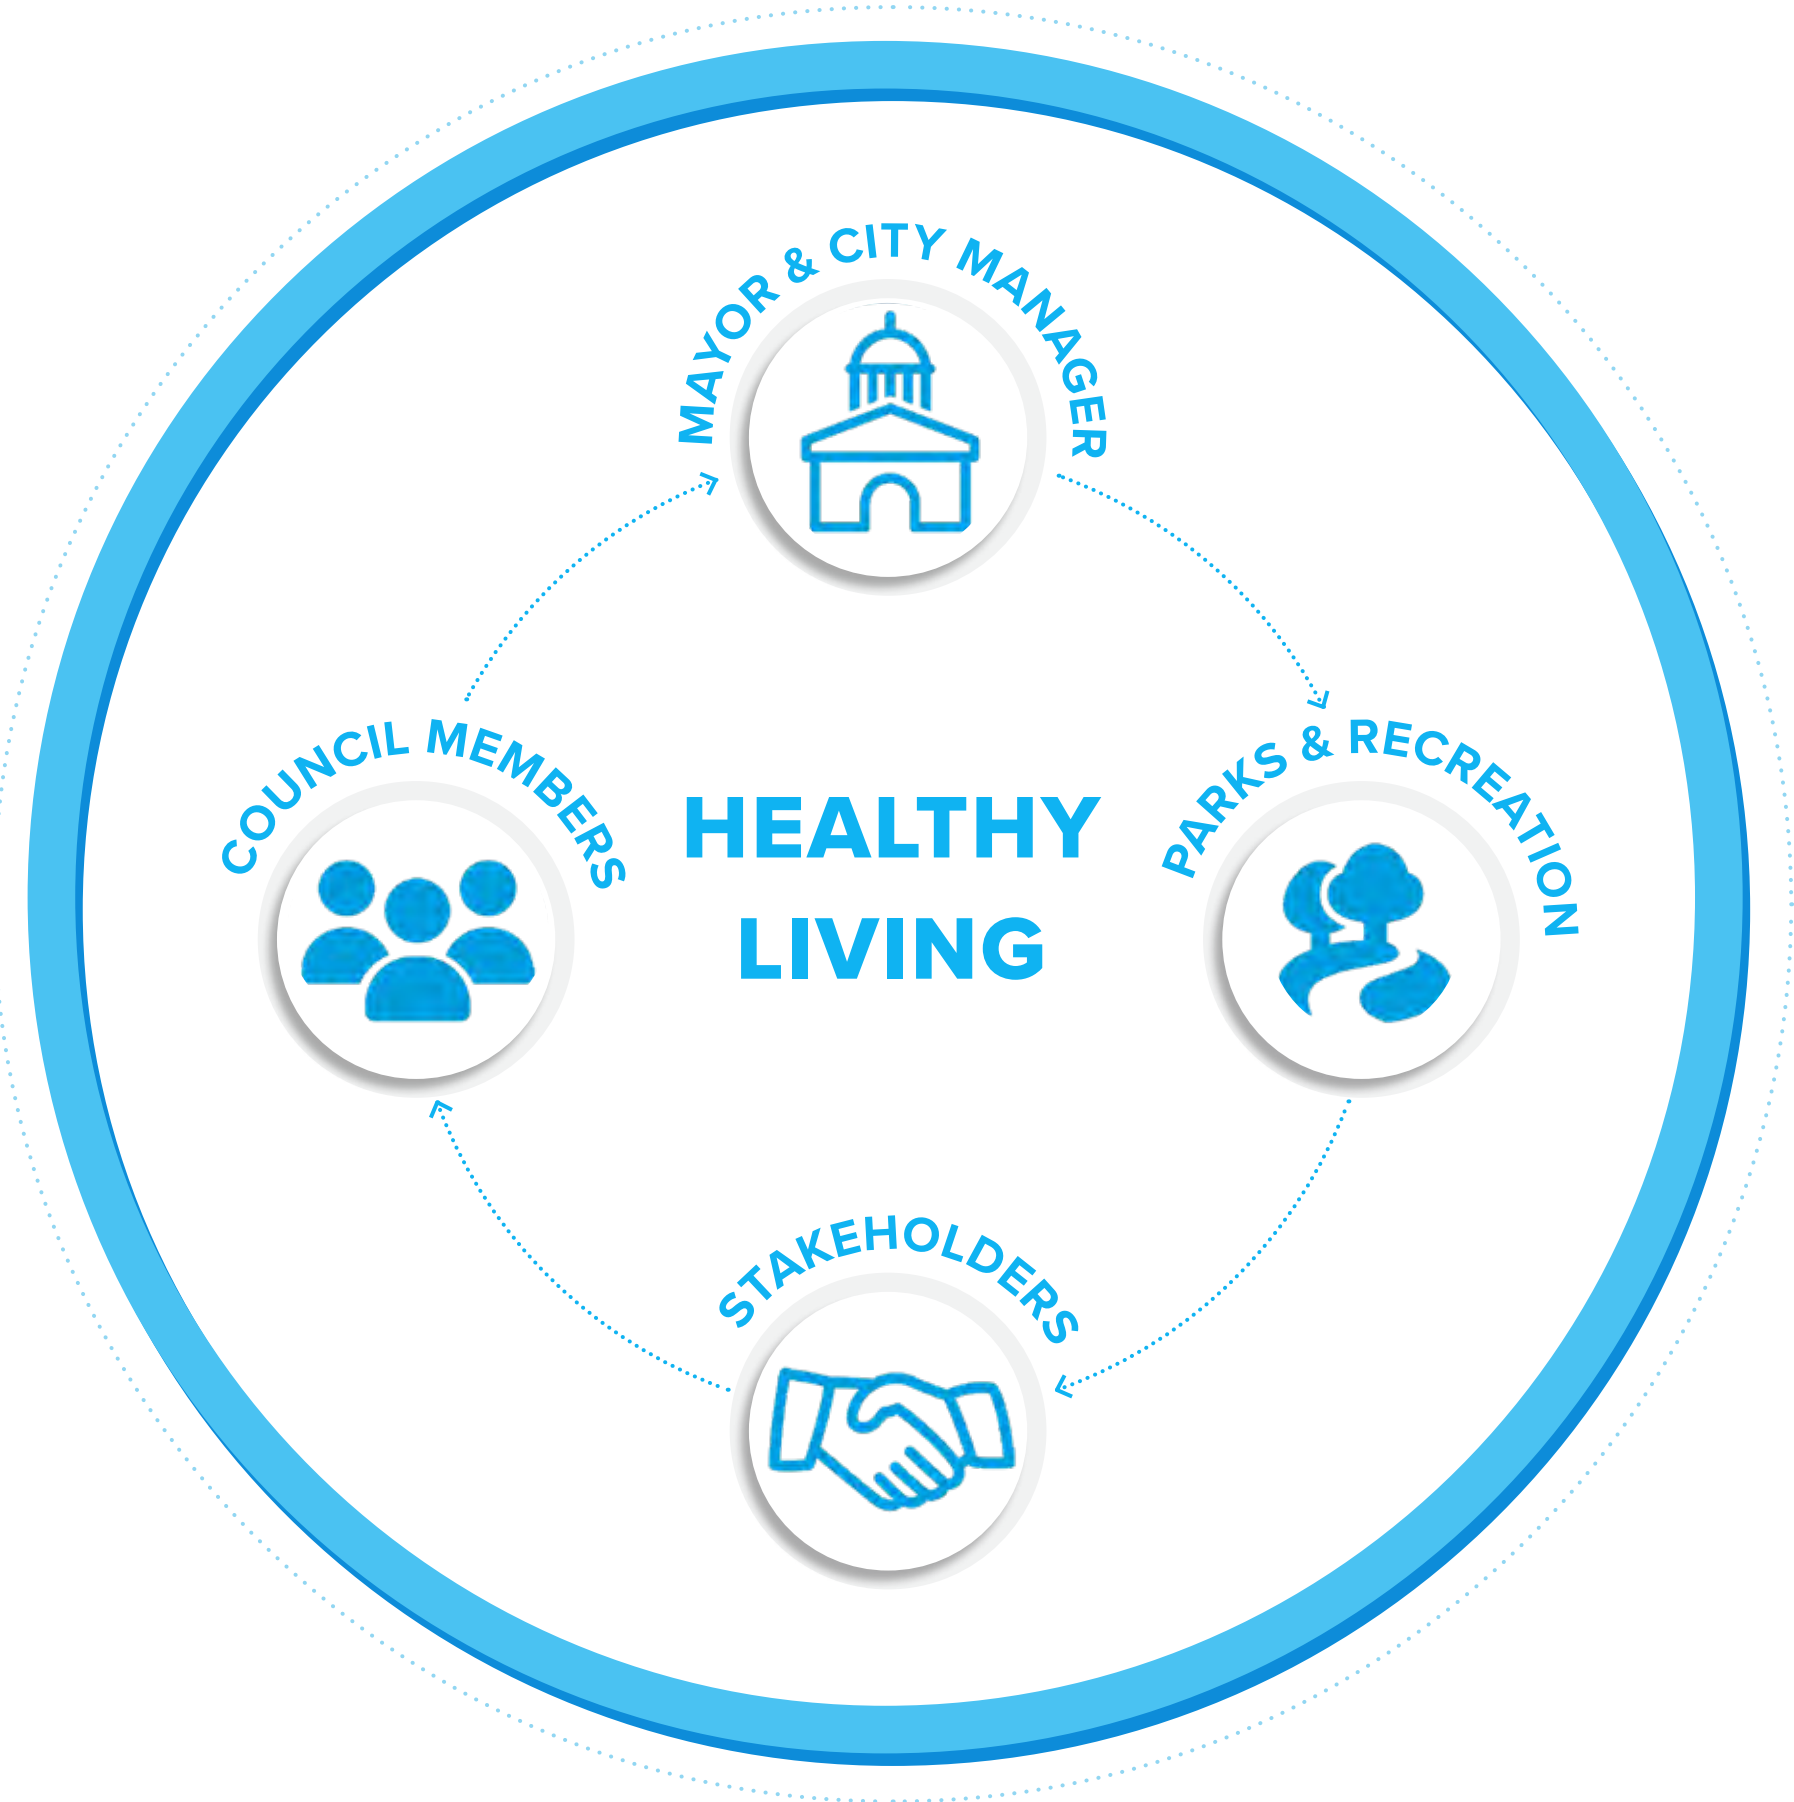 MAYOR & CITY MANAGER
COUNCIL MEMBERS
HEALTHY
LIVING
PARKS & RECREATION
STAKEHOLDERS